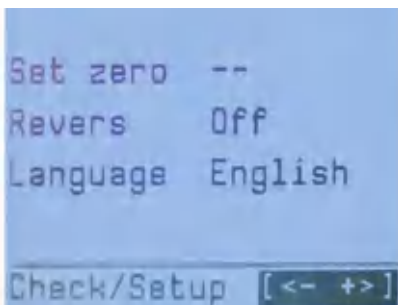 Set zero --
Revers Off
Language English
Check/Setup [<- +>]